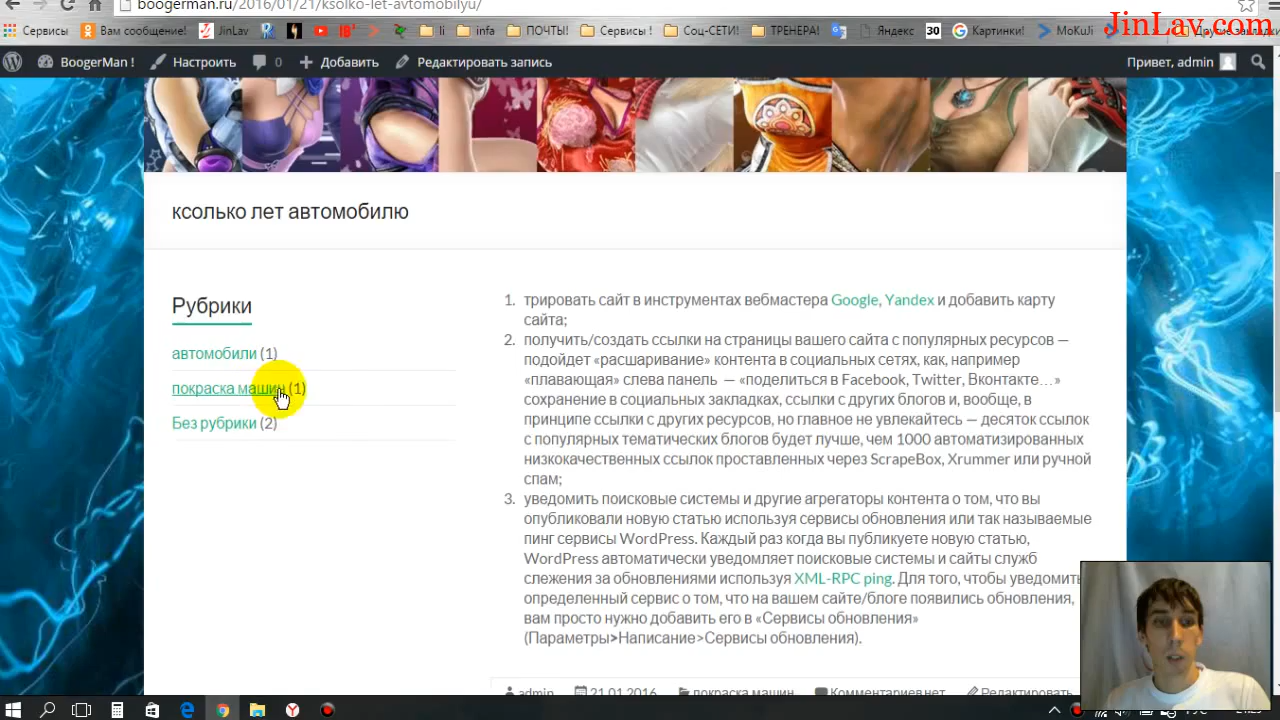 boogerman.ru/2016/01/21/ksolko-let-avtomobilyu/
JinLav.com
Сервисы Вам сообщение! JinLav li infa ПОЧТЫ! Сервисы ! Соц-СЕТИ! ТРЕНЕРА! Яндекс 30 Картинки! MoKuJi Другие закладки
BoogerMan ! Настроить 0 Добавить Редактировать запись Привет, admin
ксолько лет автомобилю
Рубрики
автомобили (1)
покраска машин (1)
Без рубрики (2)
1. трировать сайт в инструментах вебмастера Google, Yandex и добавить карту
сайта;
2. получить/создать ссылки на страницы вашего сайта с популярных ресурсов —
подойдет «расшаривание» контента в социальных сетях, как, например
«плавающая» слева панель — «поделиться в Facebook, Twitter, Вконтакте…»
сохранение в социальных закладках, ссылки с других блогов и, вообще, в
принципе ссылки с других ресурсов, но главное не увлекайтесь — десяток ссылок
с популярных тематических блогов будет лучше, чем 1000 автоматизированных
низкокачественных ссылок проставленных через ScrapeBox, Xrummer или ручной
спам;
3. уведомить поисковые системы и другие агрегаторы контента о том, что вы
опубликовали новую статью используя сервисы обновления или так называемые
пинг сервисы WordPress. Каждый раз когда вы публикуете новую статью,
WordPress автоматически уведомляет поисковые системы и сайты служб
слежения за обновлениями используя XML-RPC ping. Для того, чтобы уведомить
определенный сервис о том, что на вашем сайте/блоге появились обновления,
вам просто нужно добавить его в «Сервисы обновления»
(Параметры>Написание>Сервисы обновления).
admin 21.01.2016 покраска машин Комментариев нет Редактировать